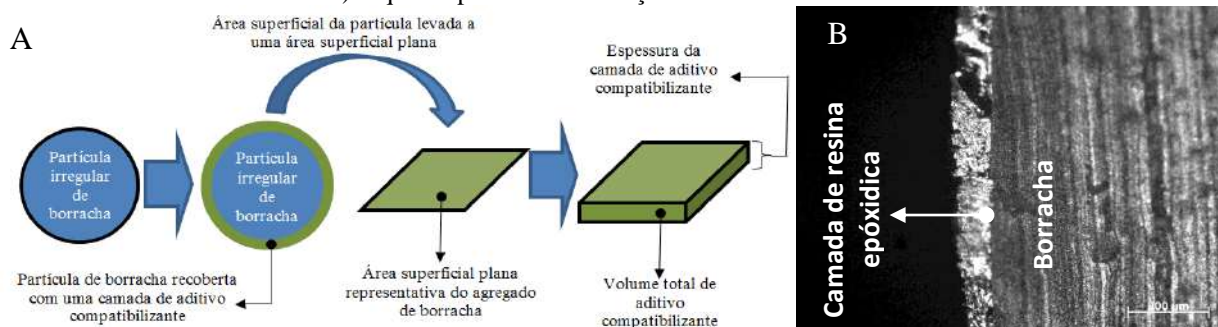 A
Área superficial da partícula levada a
uma área superficial plana
Espessura da
camada de aditivo
compatibilizante
Partícula
irregular
de
borracha
Partícula
irregular
de
borracha
Partícula de borracha recoberta
com uma camada de aditivo
compatibilizante
Área superficial plana
representativa do agregado
de borracha
Volume total de
aditivo
compatibilizante
B
Camada de resina
epóxidica
Borracha